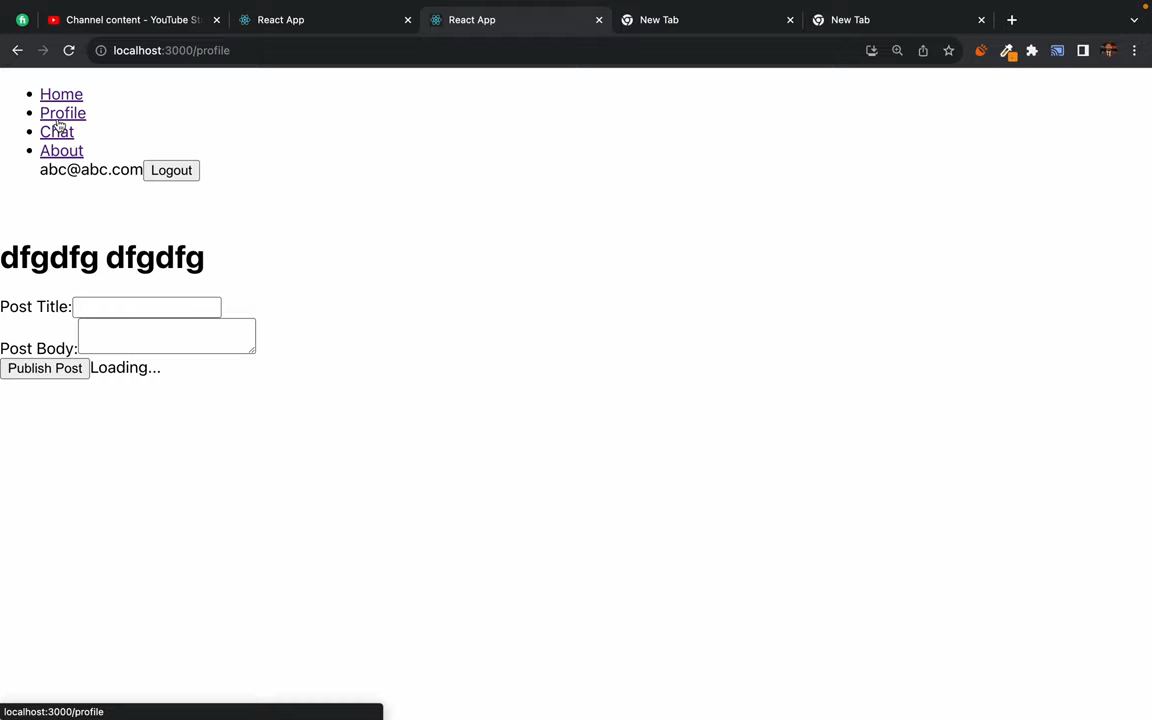 Channel content - YouTube St
React App
React App
New Tab
New Tab
localhost:3000/profile
Home
Profile
Chat
About
abc@abc.com Logout
dfgdfg dfgdfg
Post Title:
Post Body:
Publish Post Loading...
localhost:3000/profile